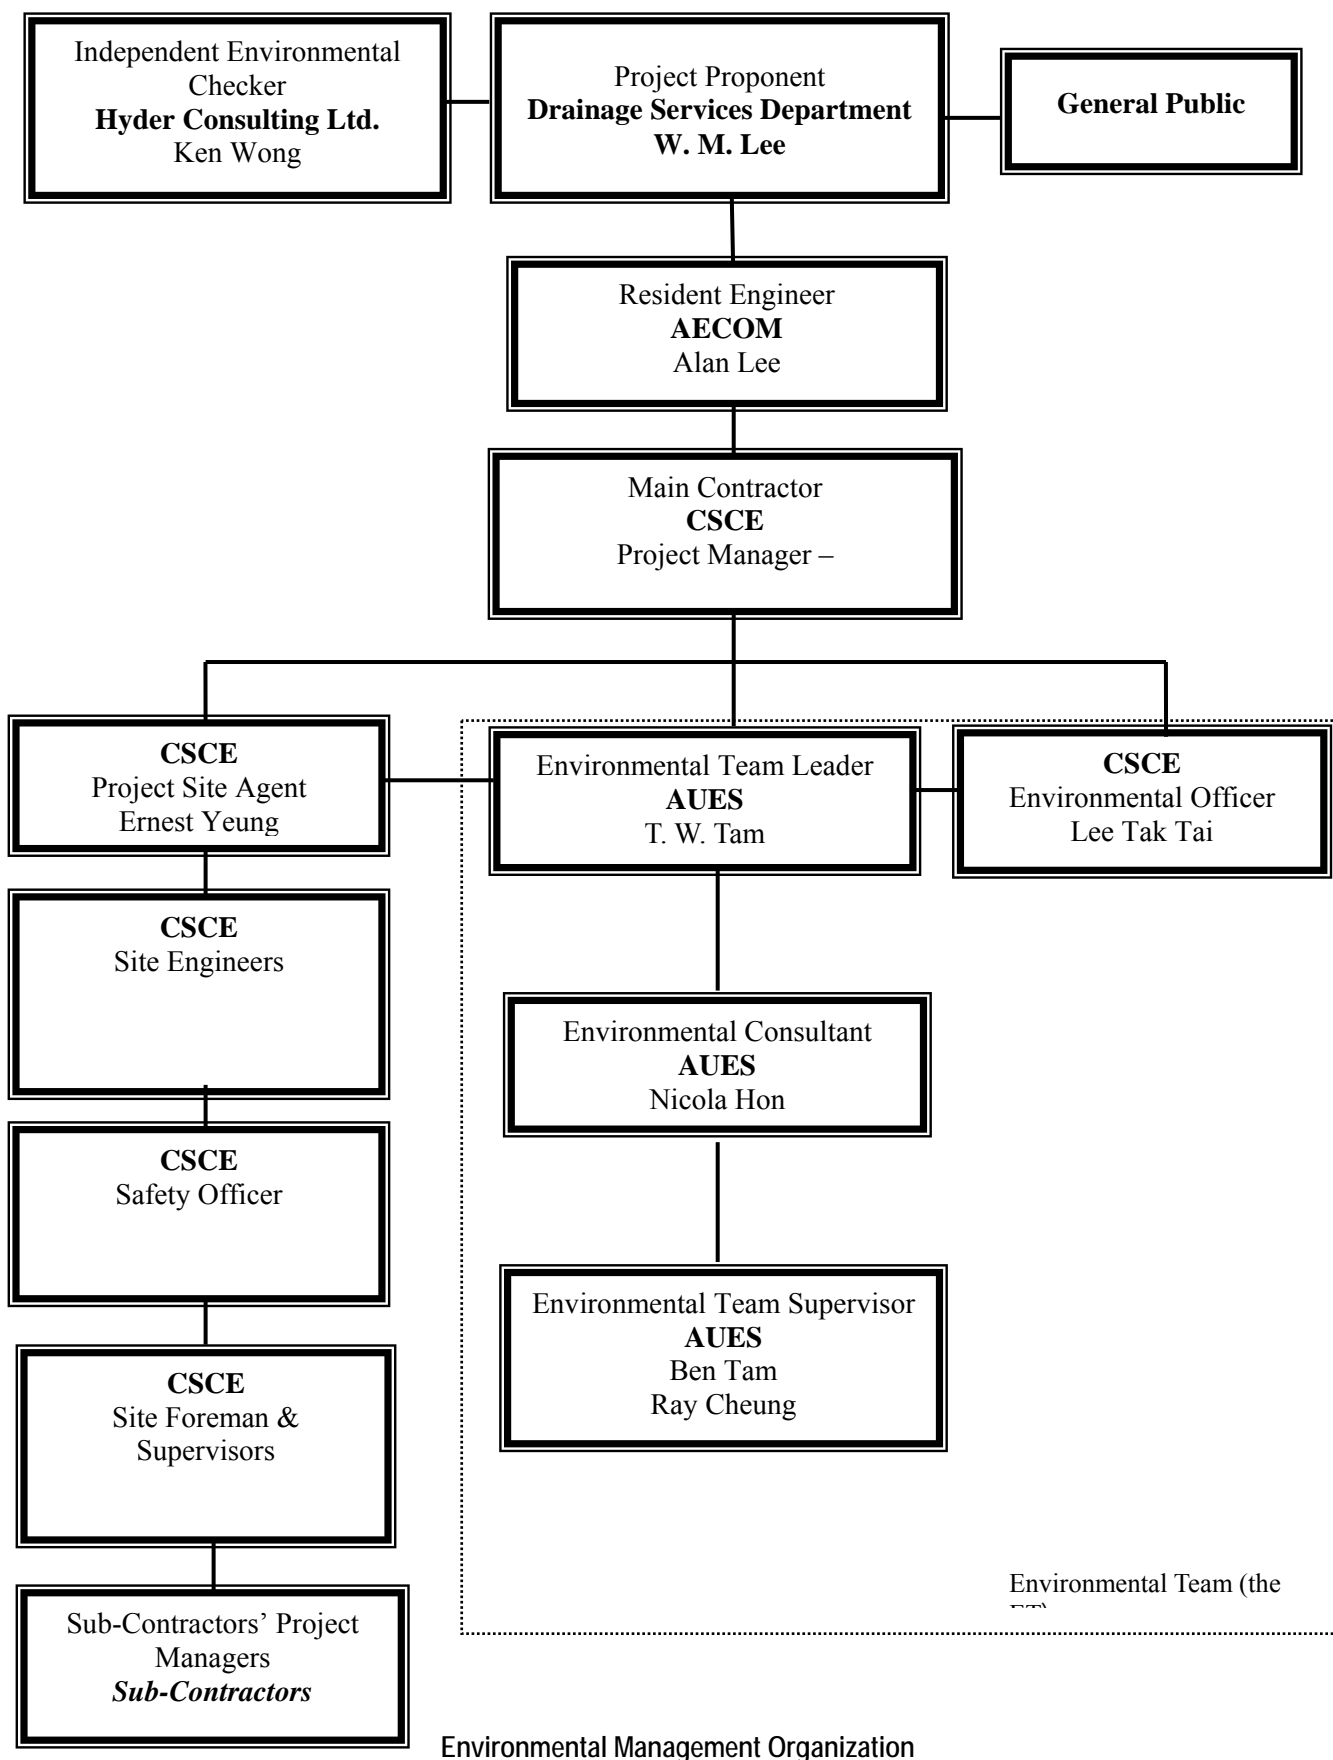 Independent Environmental
Checker
Hyder Consulting Ltd.
Ken Wong
Project Proponent
Drainage Services Department
W. M. Lee
General Public
Resident Engineer
AECOM
Alan Lee
Main Contractor
CSCE
Project Manager –
CSCE
Project Site Agent
Ernest Yeung
Environmental Team Leader
AUES
T. W. Tam
CSCE
Environmental Officer
Lee Tak Tai
CSCE
Site Engineers
Environmental Consultant
AUES
Nicola Hon
CSCE
Safety Officer
Environmental Team Supervisor
AUES
Ben Tam
Ray Cheung
CSCE
Site Foreman &
Supervisors
Environmental Team (the
Sub-Contractors’ Project
Managers
Sub-Contractors
Environmental Management Organization